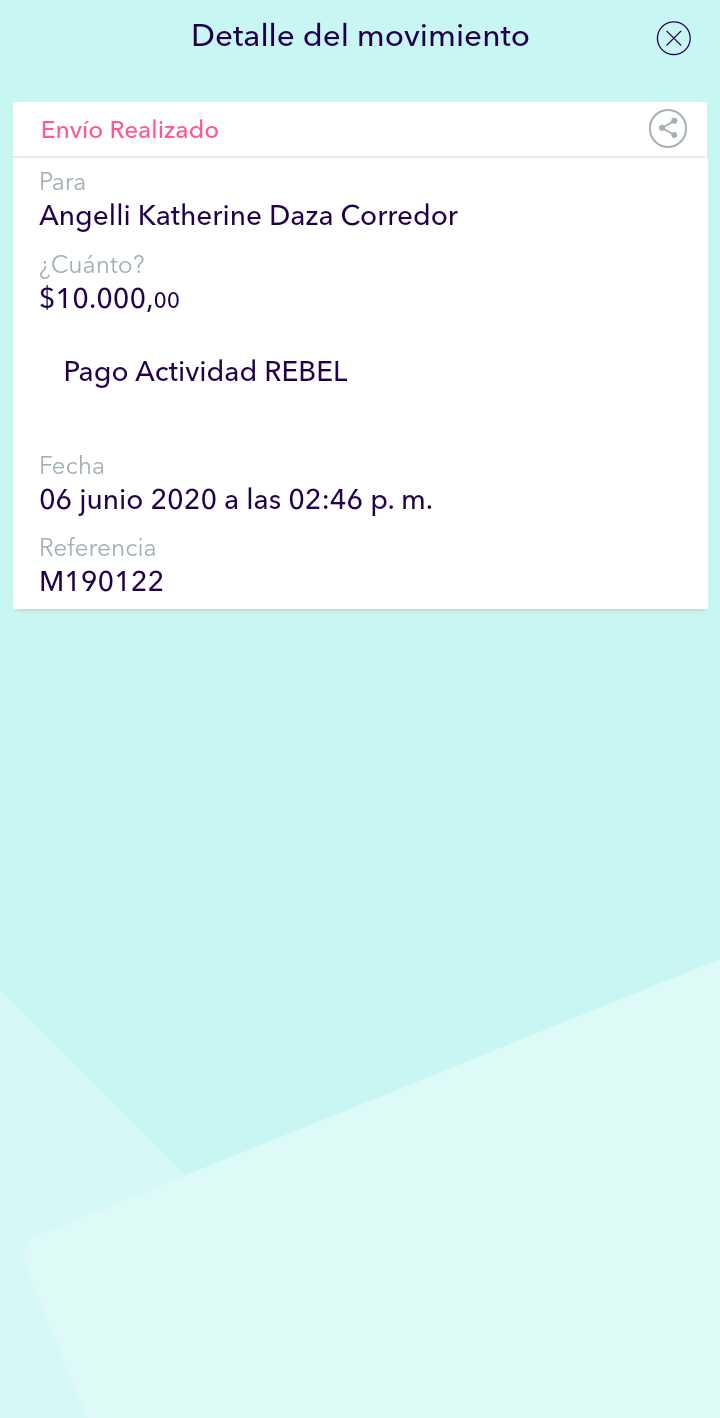 Detalle del movimiento
Envío Realizado
Para
Angelli Katherine Daza Corredor
¿Cuánto?
$10.000,00
Pago Actividad REBEL
Fecha
06 junio 2020 a las 02:46 p. m.
Referencia
M190122